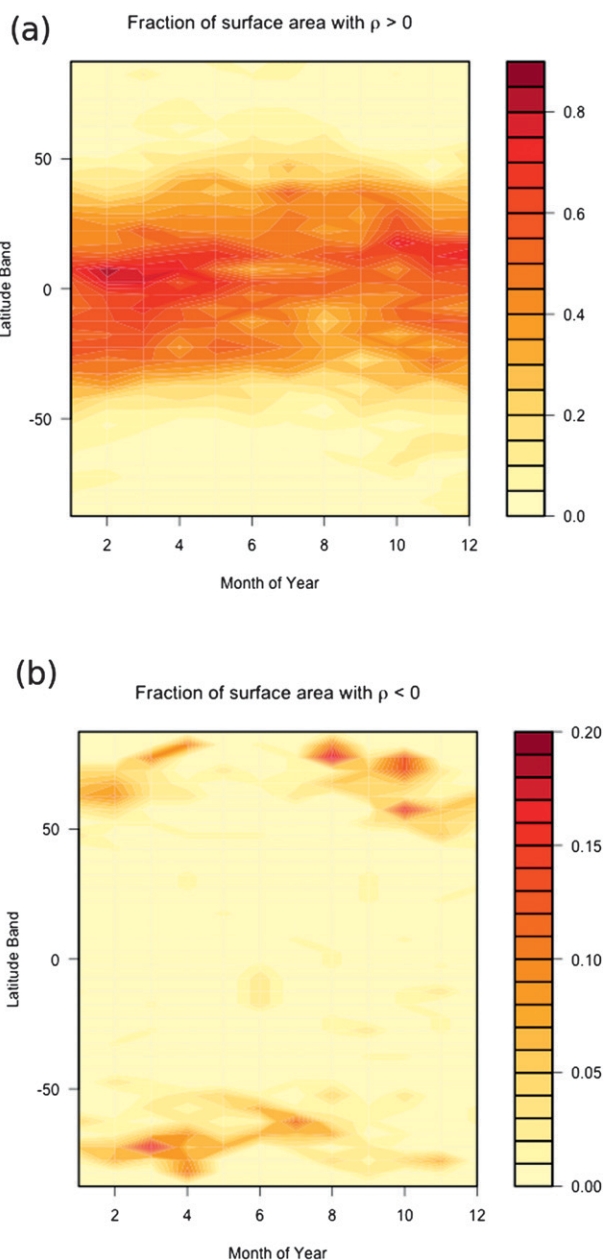 (a)
Fraction of surface area with ρ > 0
Latitude Band
50
0
-50
2 4 6 8 10 12
Month of Year
0.8
0.6
0.4
0.2
0.0
(b)
Fraction of surface area with ρ < 0
Latitude Band
50
0
-50
2 4 6 8 10 12
Month of Year
0.20
0.15
0.10
0.05
0.00